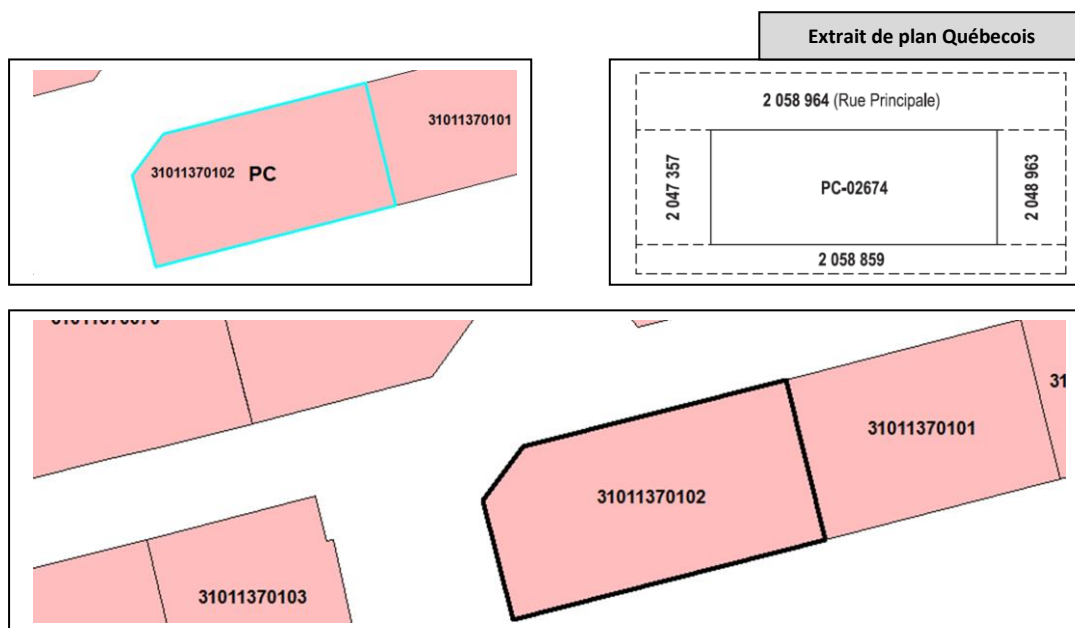 Extrait de plan Québecois
31011370101
31011370102 PC
2 058 964 (Rue Principale)
2 047 357
PC-02674
2 048 963
2 058 859
31
31011370101
31011370102
31011370103